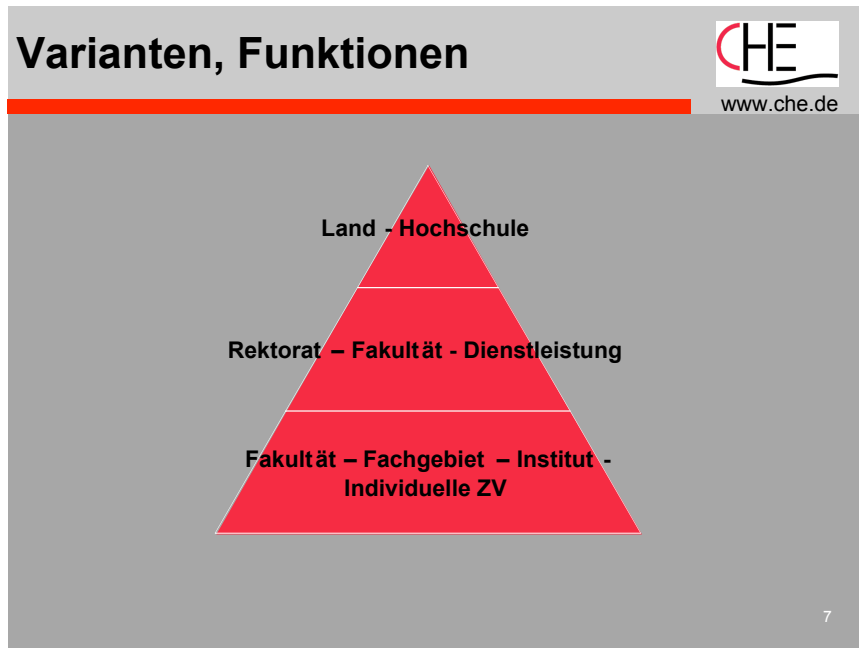 Varianten, Funktionen
CHE
www.che.de
Land - Hochschule
Rektorat – Fakultät - Dienstleistung
Fakultät – Fachgebiet – Institut -
Individuelle ZV
7